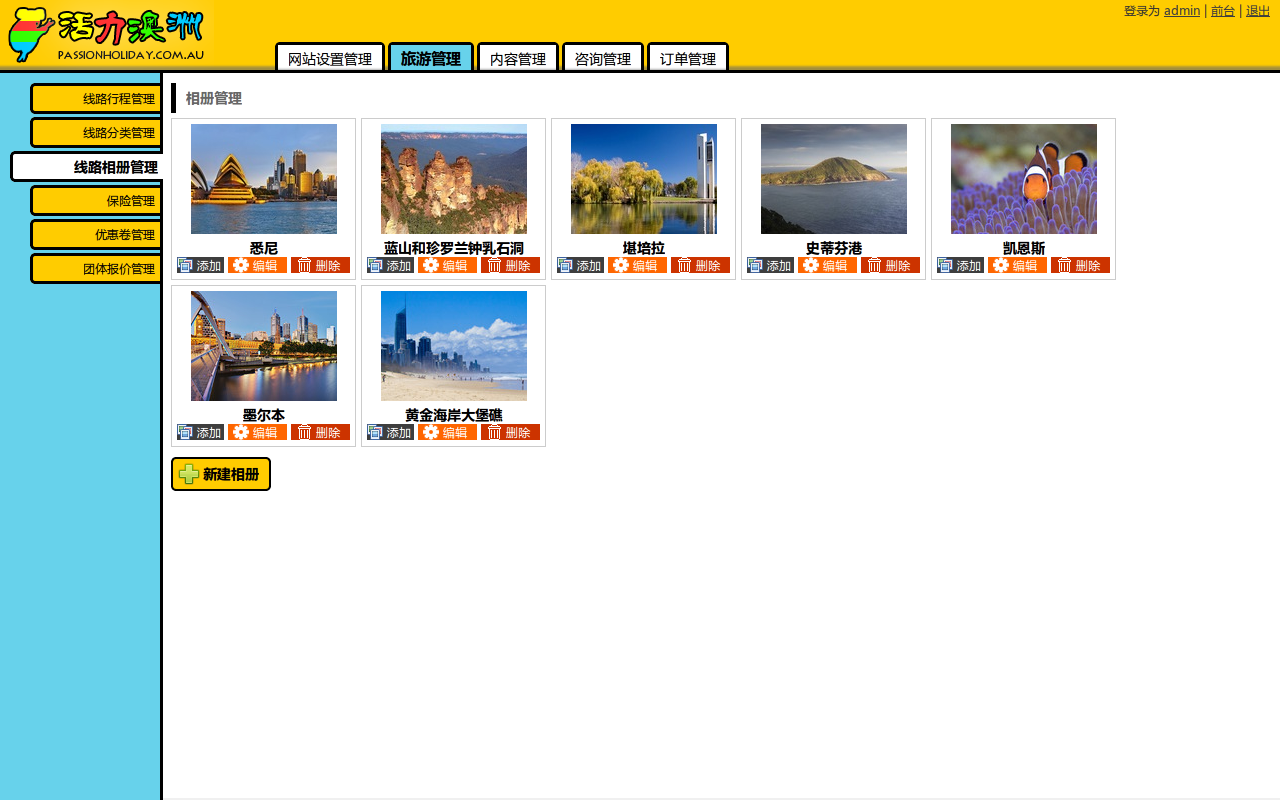 活力澳洲
PASSIONHOLIDAY.COM.AU
登录为 admin | 前台 | 退出
网站设置管理 旅游管理 内容管理 咨询管理 订单管理
线路行程管理
线路分类管理
线路相册管理
保险管理
优惠卷管理
团体报价管理
相册管理
悉尼 蓝山和珍罗兰钟乳石洞 堪培拉 史蒂芬港 凯恩斯
添加 编辑 删除 添加 编辑 删除 添加 编辑 删除 添加 编辑 删除 添加 编辑 删除
墨尔本 黄金海岸大堡礁
添加 编辑 删除 添加 编辑 删除
新建相册